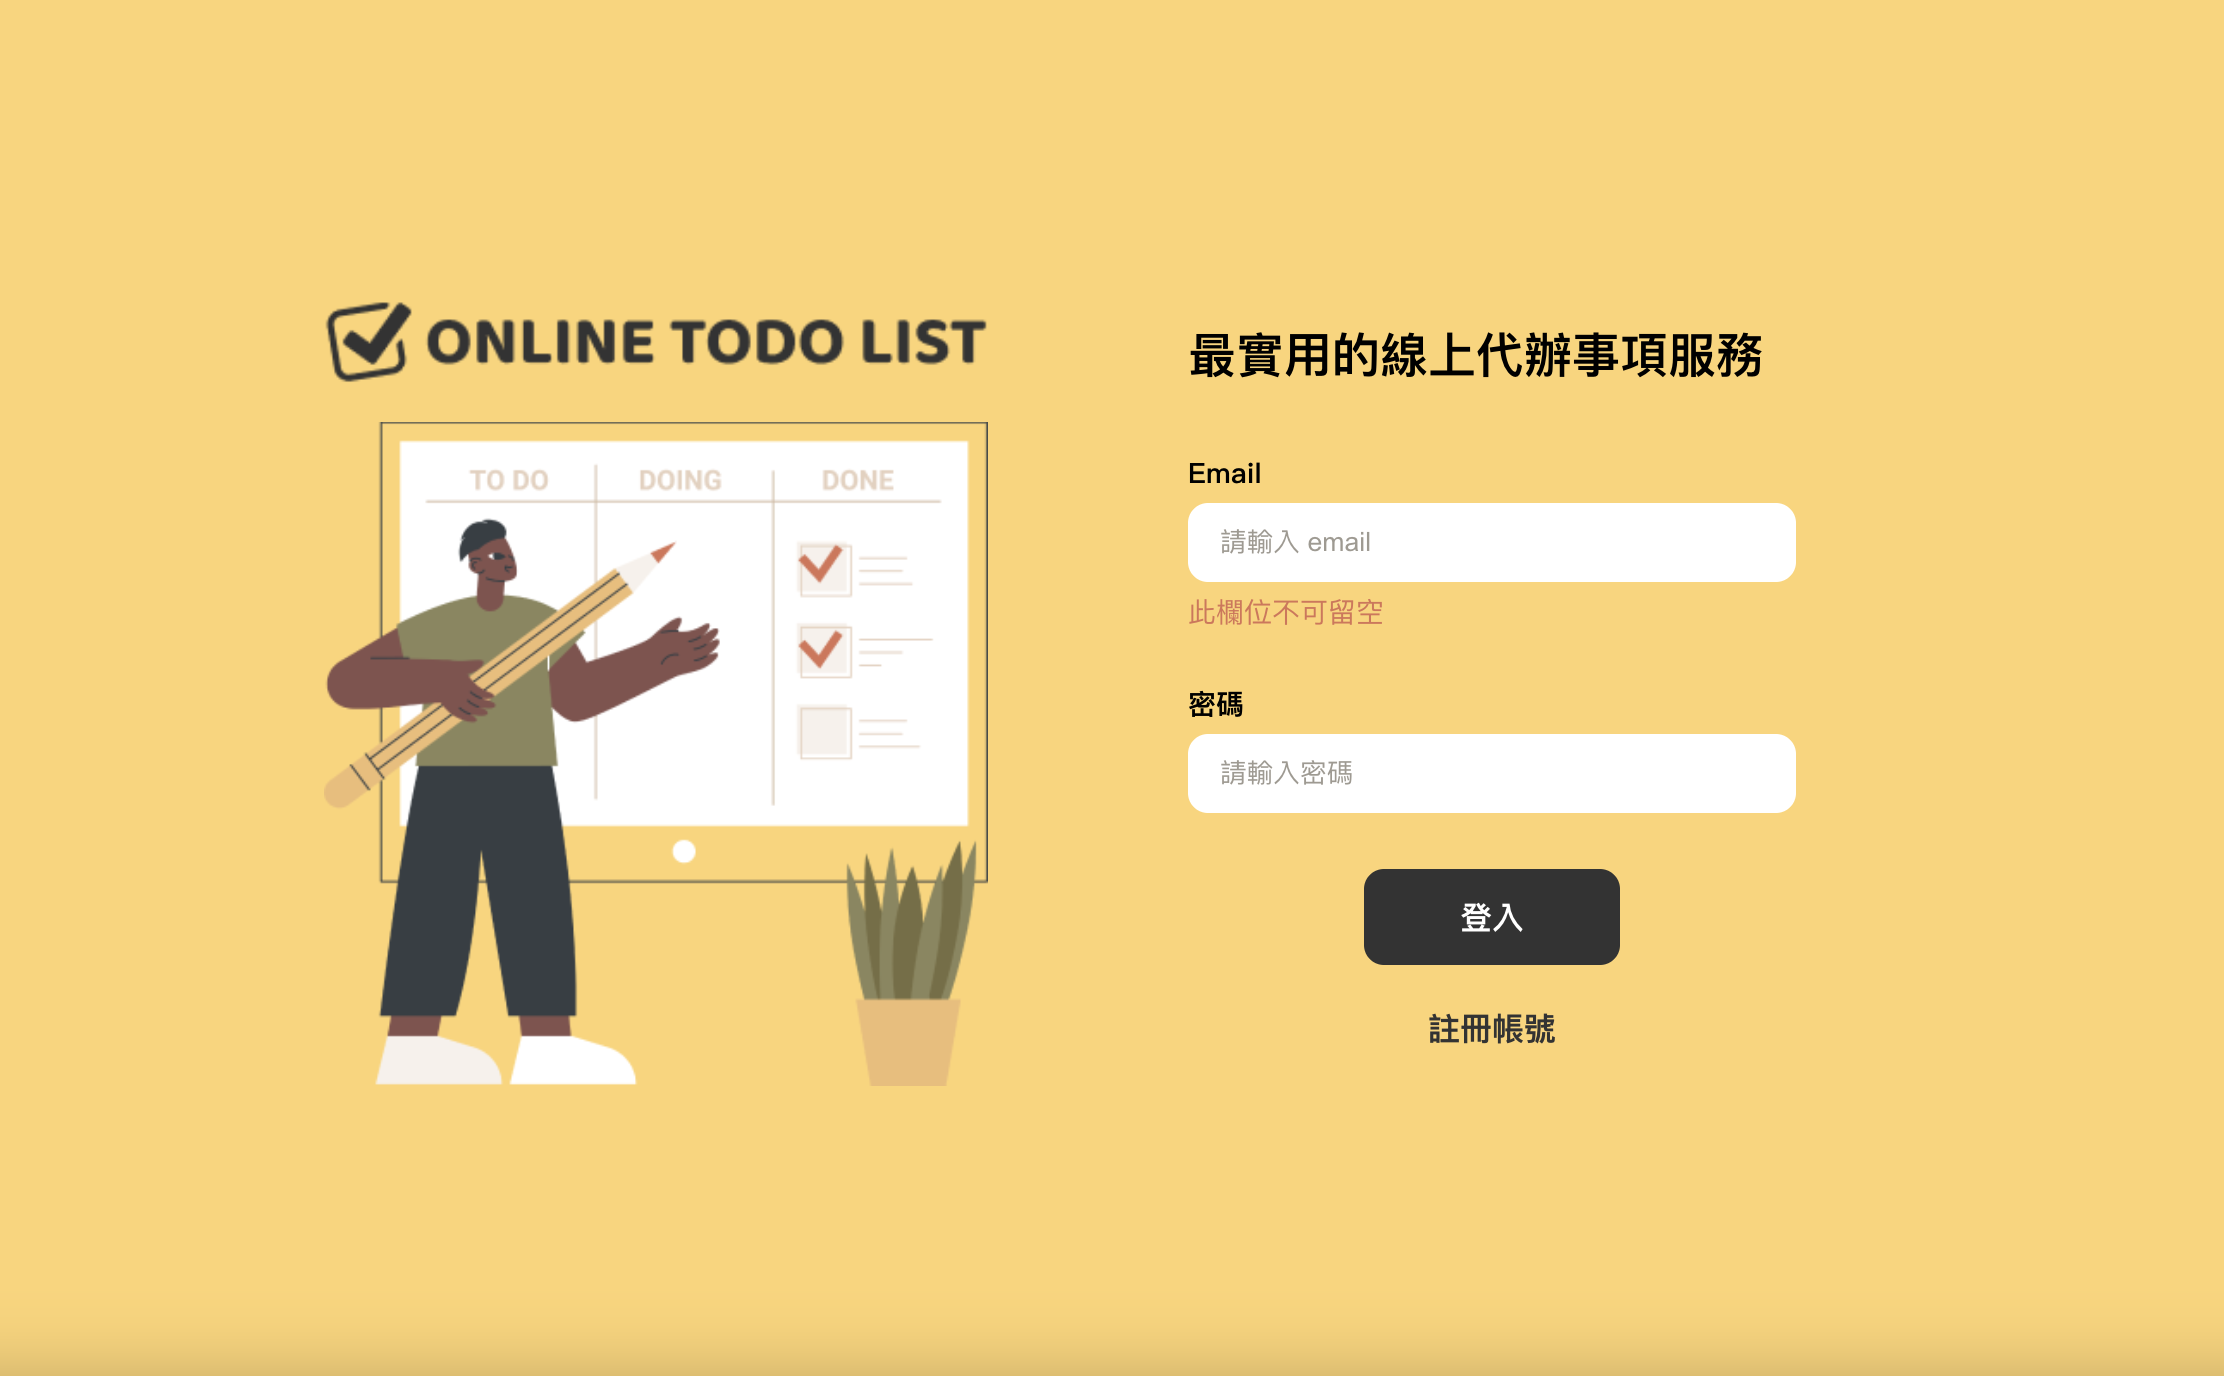 ONLINE TODO LIST
TO DO
DOING
DONE
最實用的線上代辦事項服務
Email
請輸入 email
此欄位不可留空
密碼
請輸入密碼
登入
註冊帳號